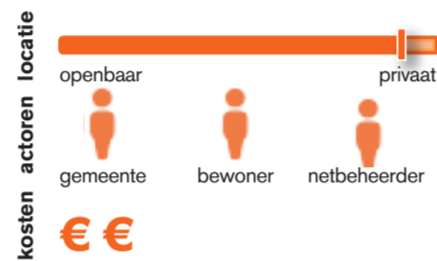 locatie
openbaar privaat
actoren
gemeente bewoner netbeheerder
kosten
€ €